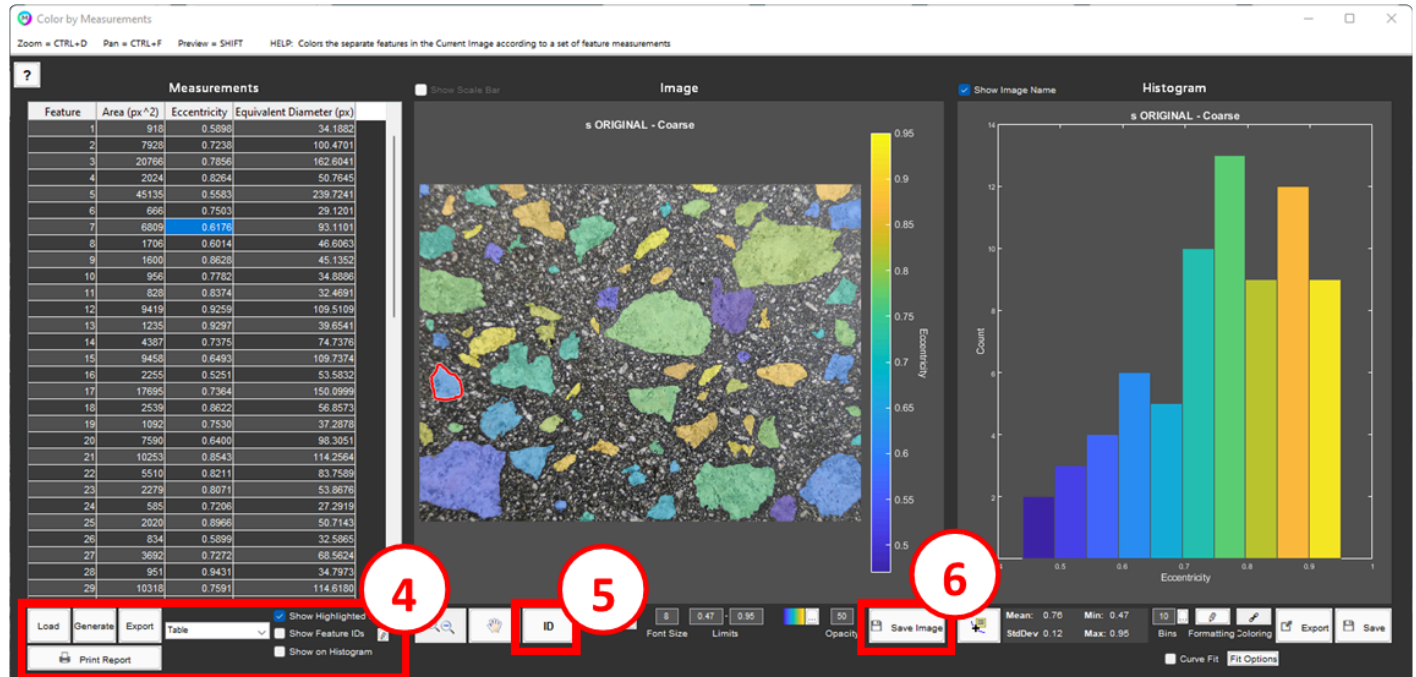 Color by Measurements
Zoom = CTRL+D Pan = CTRL+F Preview = SHIFT HELP: Colors the separate features in the Current Image according to a set of feature measurements
?
Measurements
Feature Area (px^2) Eccentricity Equivalent Diameter (px)
1 918 0.5898 34.1882
2 7928 0.7238 100.4701
3 20766 0.7856 162.6041
4 2024 0.8264 50.7645
5 45135 0.5583 239.7241
6 666 0.7503 29.1201
7 6809 0.6176 93.1101
8 1706 0.6014 46.6063
9 1600 0.8628 45.1352
10 956 0.7782 34.8886
11 828 0.8374 32.4691
12 9419 0.9259 109.5109
13 1235 0.9297 39.6541
14 4387 0.7375 74.7376
15 9458 0.6493 109.7374
16 2255 0.5251 53.5832
17 17695 0.7364 150.0999
18 2539 0.8622 56.8573
19 1092 0.7530 37.2878
20 7590 0.6400 98.3051
21 10253 0.8543 114.2564
22 5510 0.8211 83.7589
23 2279 0.8071 53.8676
24 585 0.7206 27.2919
25 2020 0.8966 50.7143
26 834 0.5899 32.5865
27 3692 0.7272 68.5624
28 951 0.9431 34.7973
29 10318 0.7591 114.6180
Load Generate Export Table
Show Highlighted
Show Feature IDs
Show on Histogram
Print Report
4
Show Scale Bar
Image
s ORIGINAL - Coarse
0.95
0.9
0.85
0.8
0.75
0.7
0.65
0.6
0.55
0.5
Eccentricity
ID
5
8 0.47 - 0.95 50
Font Size Limits Opacity
6
Save Image
Show Image Name
Histogram
s ORIGINAL - Coarse
14
12
10
8
6
4
2
Count
0.5 0.6 0.7 0.8 0.9 1
Eccentricity
Mean: 0.76 Min: 0.47
StdDev 0.12 Max: 0.95
10 ...
Bins Formatting Coloring
Export Save
Curve Fit Fit Options